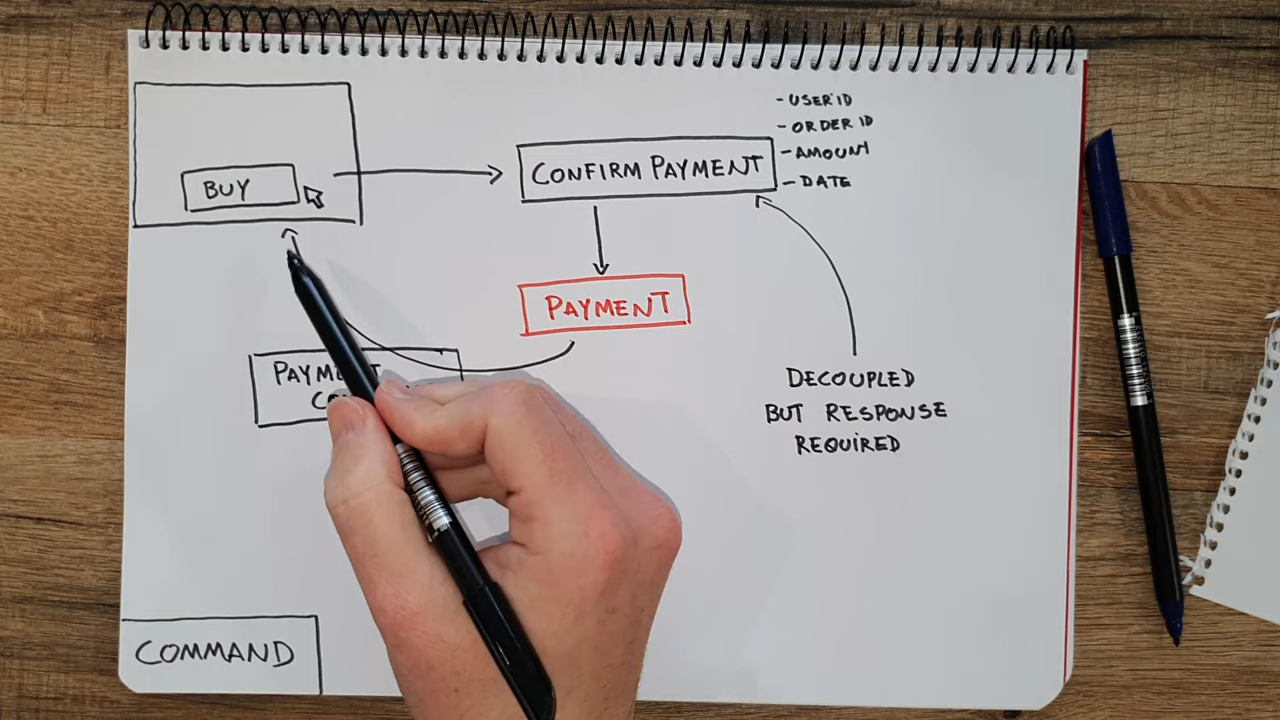 - USER ID
- ORDER ID
- AMOUNT
- DATE
BUY
CONFIRM PAYMENT
PAYMENT
DECOUPLED
BUT RESPONSE
REQUIRED
COMMAND